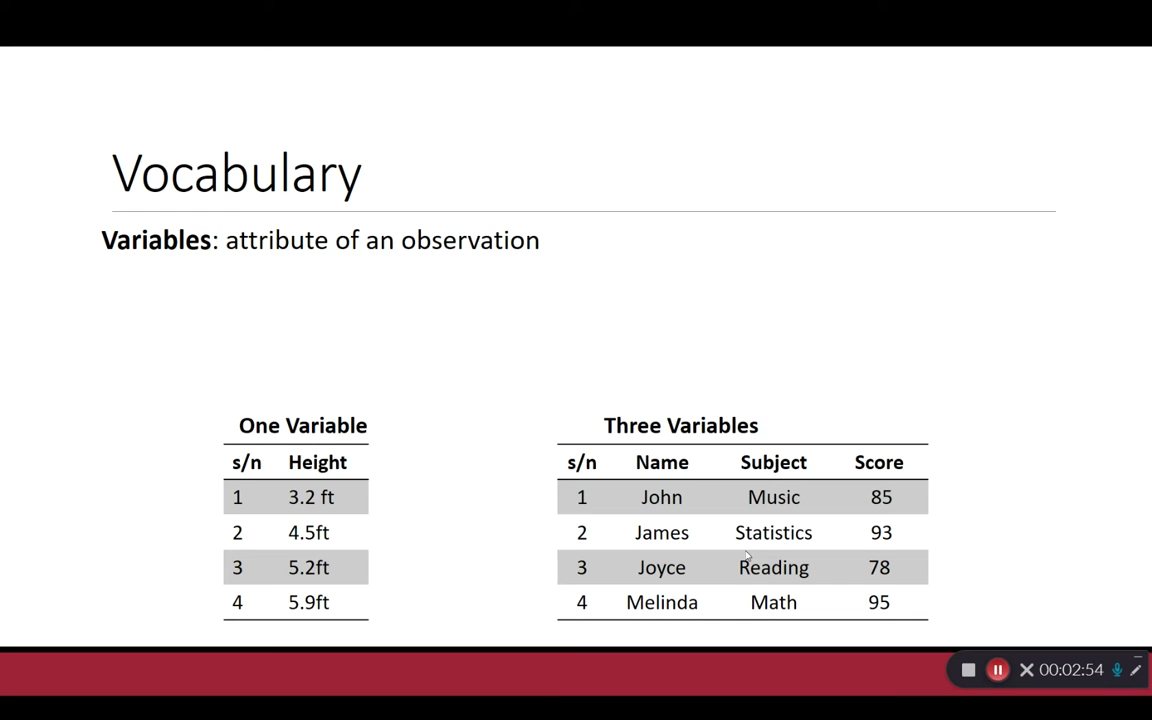 Vocabulary
Variables: attribute of an observation
One Variable
s/n Height
1 3.2 ft
2 4.5ft
3 5.2ft
4 5.9ft
Three Variables
s/n Name Subject Score
1 John Music 85
2 James Statistics 93
3 Joyce Reading 78
4 Melinda Math 95
00:02:54